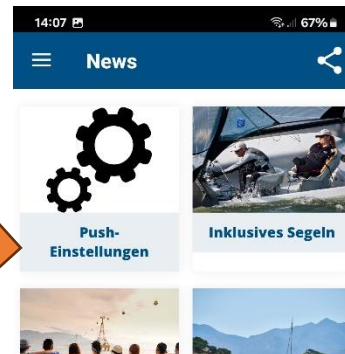 14:07 67%
News
Push-
Einstellungen
Inklusives Segeln